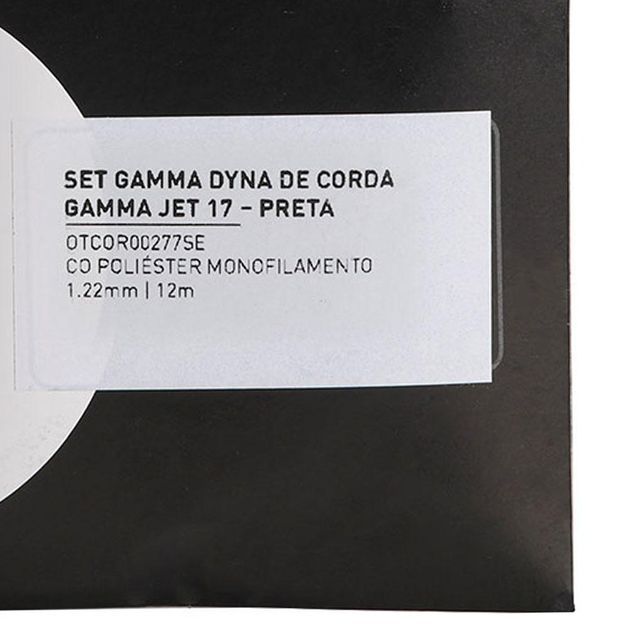 SET GAMMA DYNA DE CORDA
GAMMA JET 17 - PRETA
OTCOR00277SE
CO POLIÉSTER MONOFILAMENTO
1.22mm | 12m